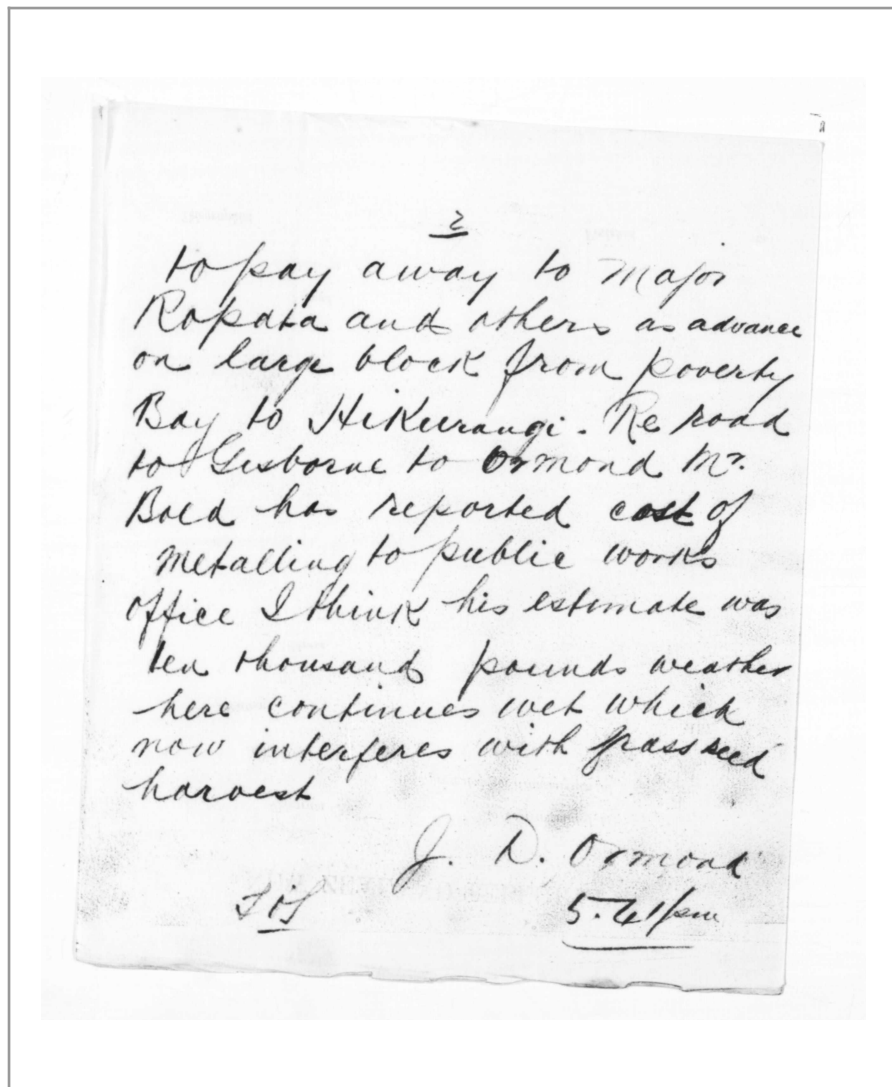 2
to pay away to Major
Ropata and others as advance
on large block from poverty
Bay to Hikurangi. Re road
to Gisborne to Ormond Mr.
Bold has reported cost of
metalling to public works
office I think his estimate was
ten thousand pounds weather
here continues wet which
now interferes with grass seed
harvest
J. D. Ormond
5.41pm